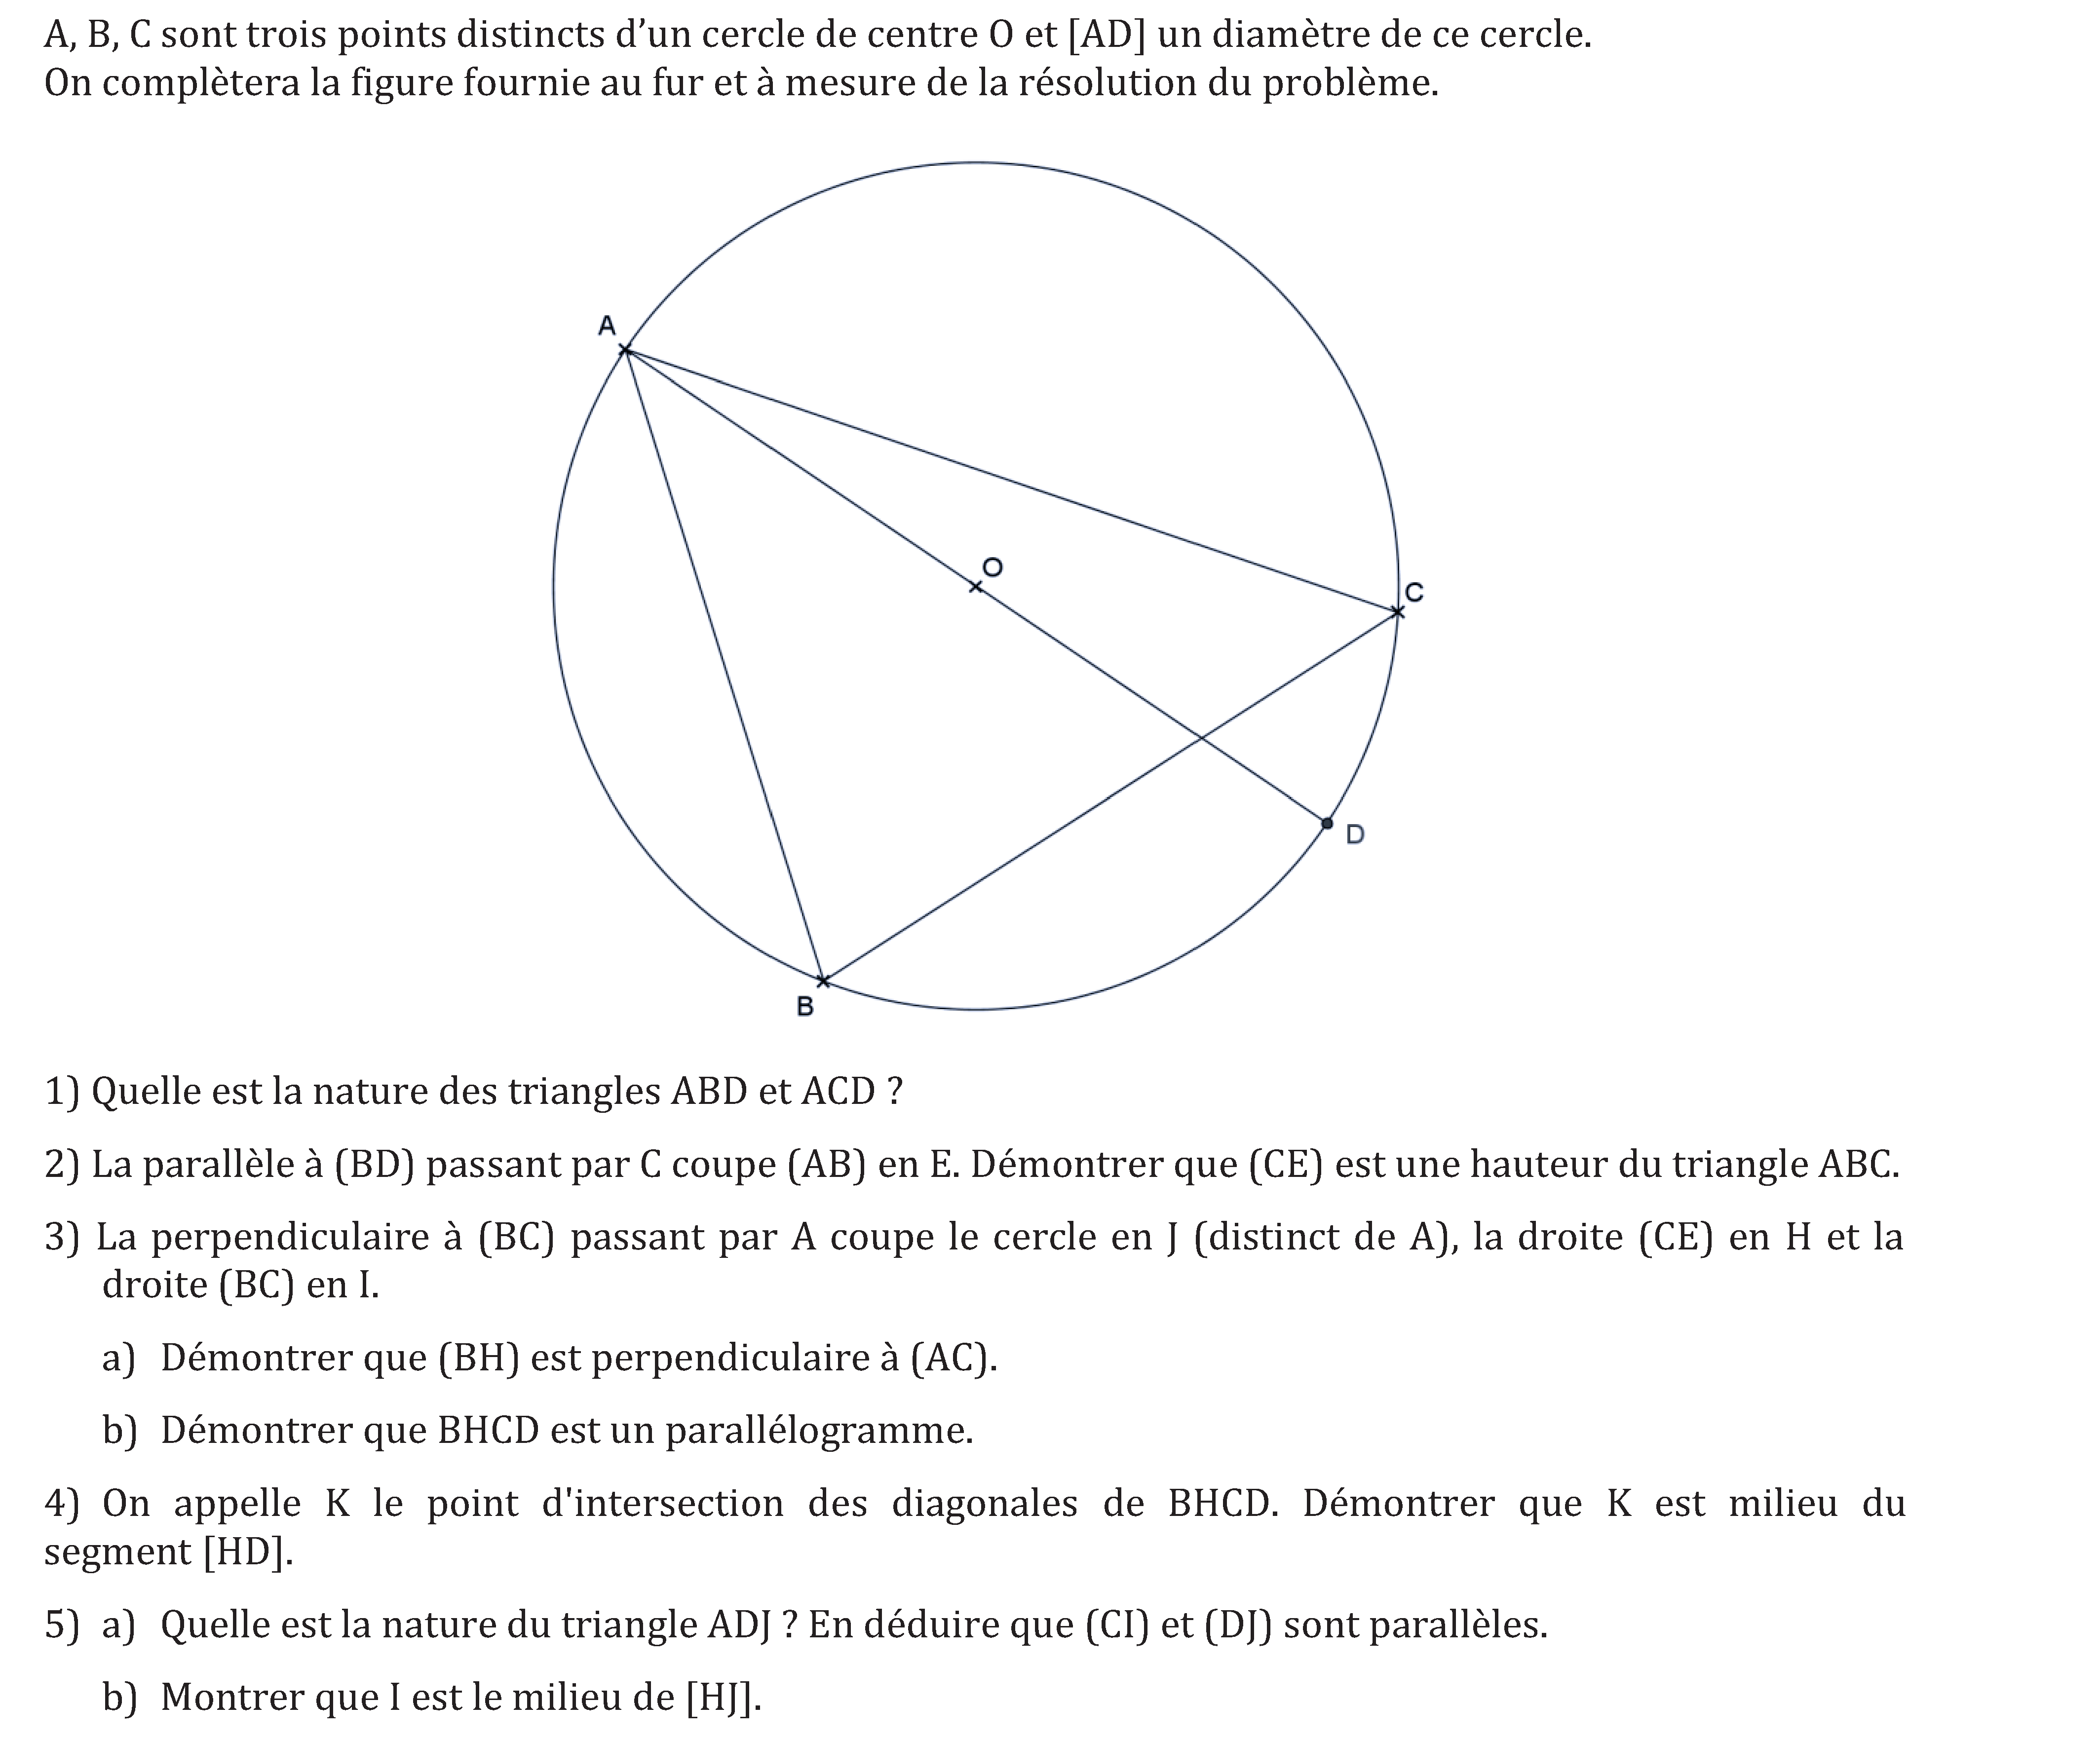 A, B, C sont trois points distincts d’un cercle de centre O et [AD] un diamètre de ce cercle.
On complètera la figure fournie au fur et à mesure de la résolution du problème.
A
O
C
D
B
1) Quelle est la nature des triangles ABD et ACD ?
2) La parallèle à (BD) passant par C coupe (AB) en E. Démontrer que (CE) est une hauteur du triangle ABC.
3) La perpendiculaire à (BC) passant par A coupe le cercle en J (distinct de A), la droite (CE) en H et la
droite (BC) en I.
a) Démontrer que (BH) est perpendiculaire à (AC).
b) Démontrer que BHCD est un parallélogramme.
4) On appelle K le point d'intersection des diagonales de BHCD. Démontrer que K est milieu du
segment [HD].
5) a) Quelle est la nature du triangle ADJ ? En déduire que (CI) et (DJ) sont parallèles.
b) Montrer que I est le milieu de [HJ].